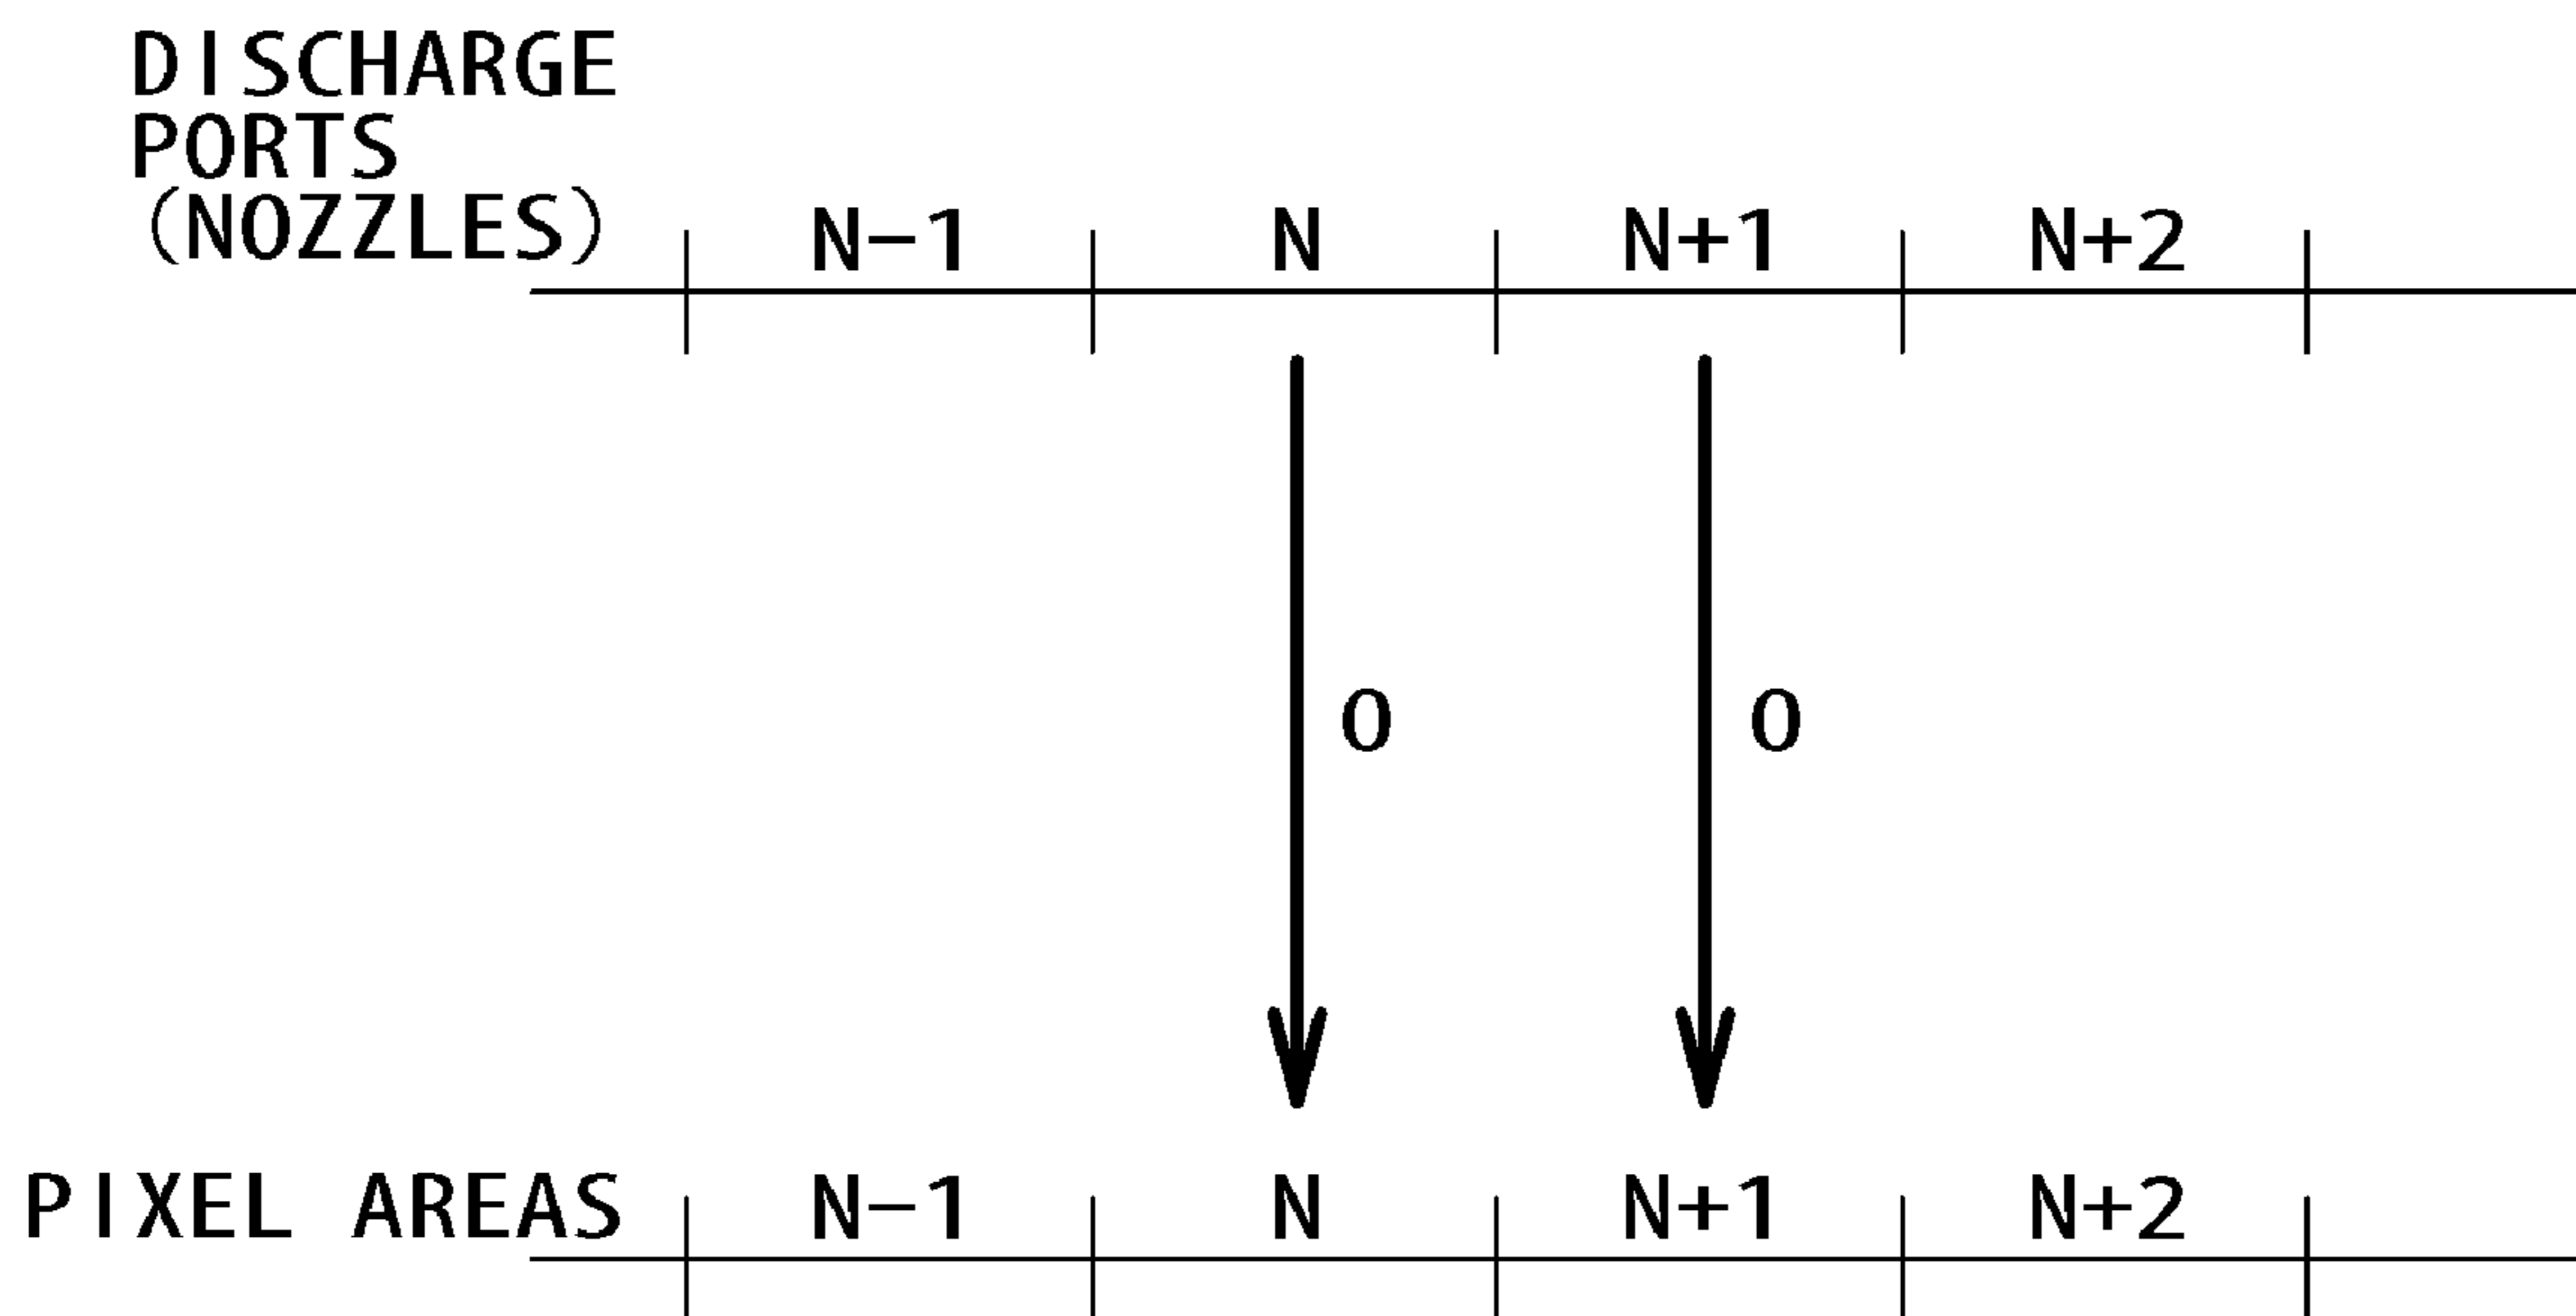 DISCHARGE
PORTS
(NOZZLES)
N-1 N N+1 N+2
0 0
PIXEL AREAS N-1 N N+1 N+2